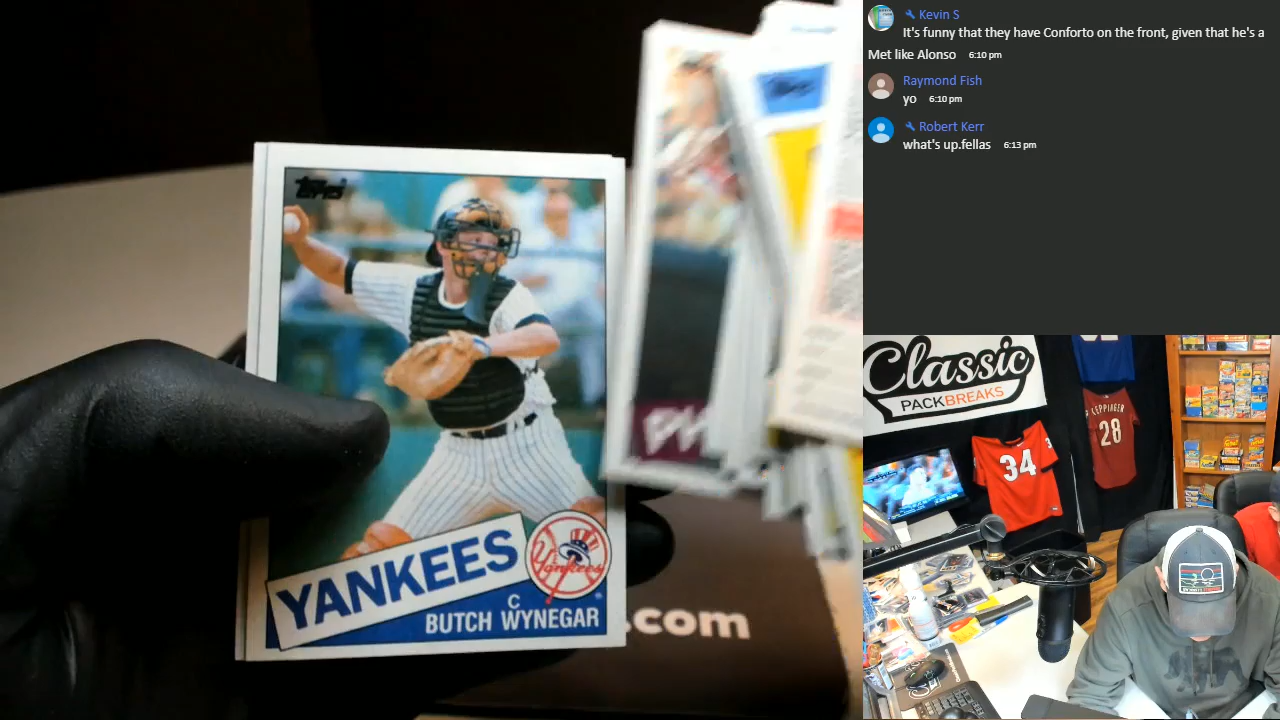 Kevin S
It's funny that they have Conforto on the front, given that he's a
Met like Alonso 6:10 pm
Raymond Fish
yo 6:10 pm
Robert Kerr
what's up.fellas 6:13 pm
Topps
YANKEES
Yankees
C
BUTCH WYNEGAR
.com
Classic
PACKBREAKS
LEPPINGER
28
34